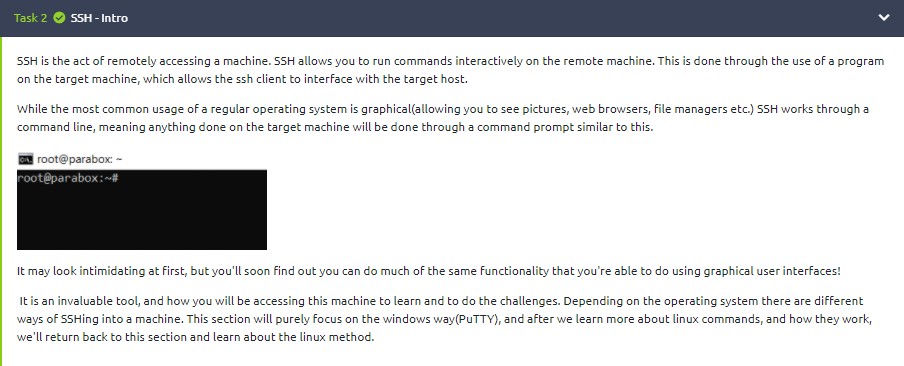 Task 2 SSH - Intro
SSH is the act of remotely accessing a machine. SSH allows you to run commands interactively on the remote machine. This is done through the use of a program
on the target machine, which allows the ssh client to interface with the target host.
While the most common usage of a regular operating system is graphical(allowing you to see pictures, web browsers, file managers etc.) SSH works through a
command line, meaning anything done on the target machine will be done through a command prompt similar to this.
root@parabox: ~
root@parabox:~#
It may look intimidating at first, but you'll soon find out you can do much of the same functionality that you're able to do using graphical user interfaces!
It is an invaluable tool, and how you will be accessing this machine to learn and to do the challenges. Depending on the operating system there are different
ways of SSHing into a machine. This section will purely focus on the windows way(PuTTY), and after we learn more about linux commands, and how they work,
we'll return back to this section and learn about the linux method.